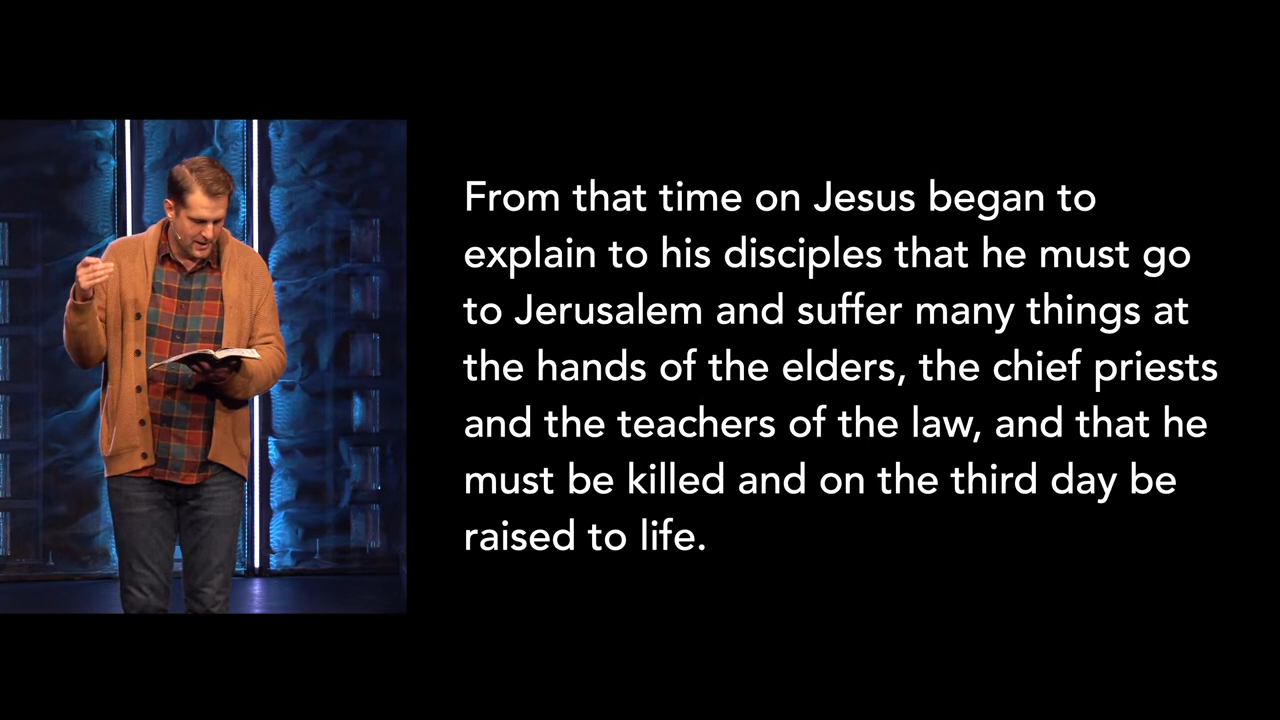 From that time on Jesus began to
explain to his disciples that he must go
to Jerusalem and suffer many things at
the hands of the elders, the chief priests
and the teachers of the law, and that he
must be killed and on the third day be
raised to life.